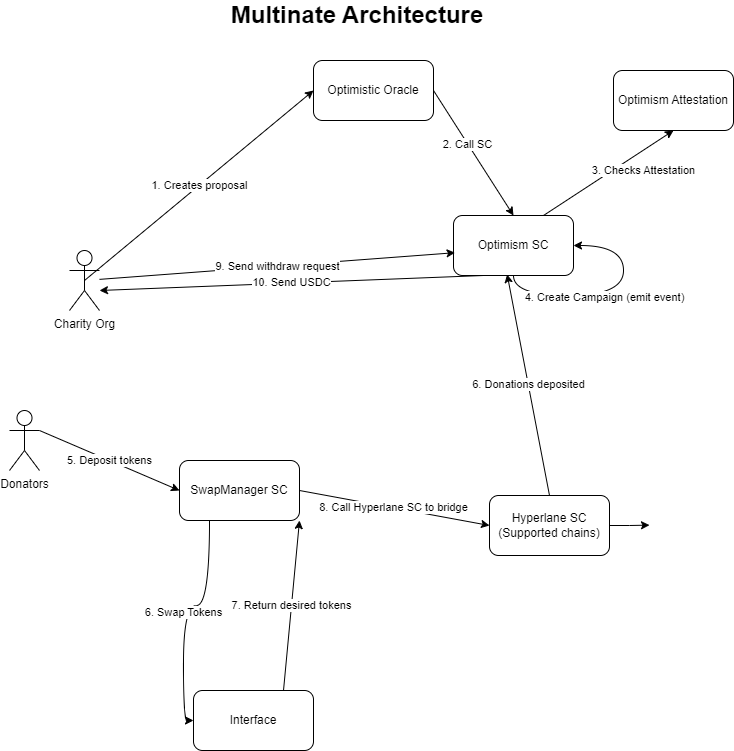 Multinate Architecture
Optimistic Oracle
Optimism Attestation
2. Call SC
3. Checks Attestation
1. Creates proposal
Optimism SC
9. Send withdraw request
10. Send USDC
4. Create Campaign (emit event)
Charity Org
6. Donations deposited
5. Deposit tokens
Donators
SwapManager SC
8. Call Hyperlane SC to bridge
Hyperlane SC
(Supported chains)
6. Swap Tokens
7. Return desired tokens
Interface